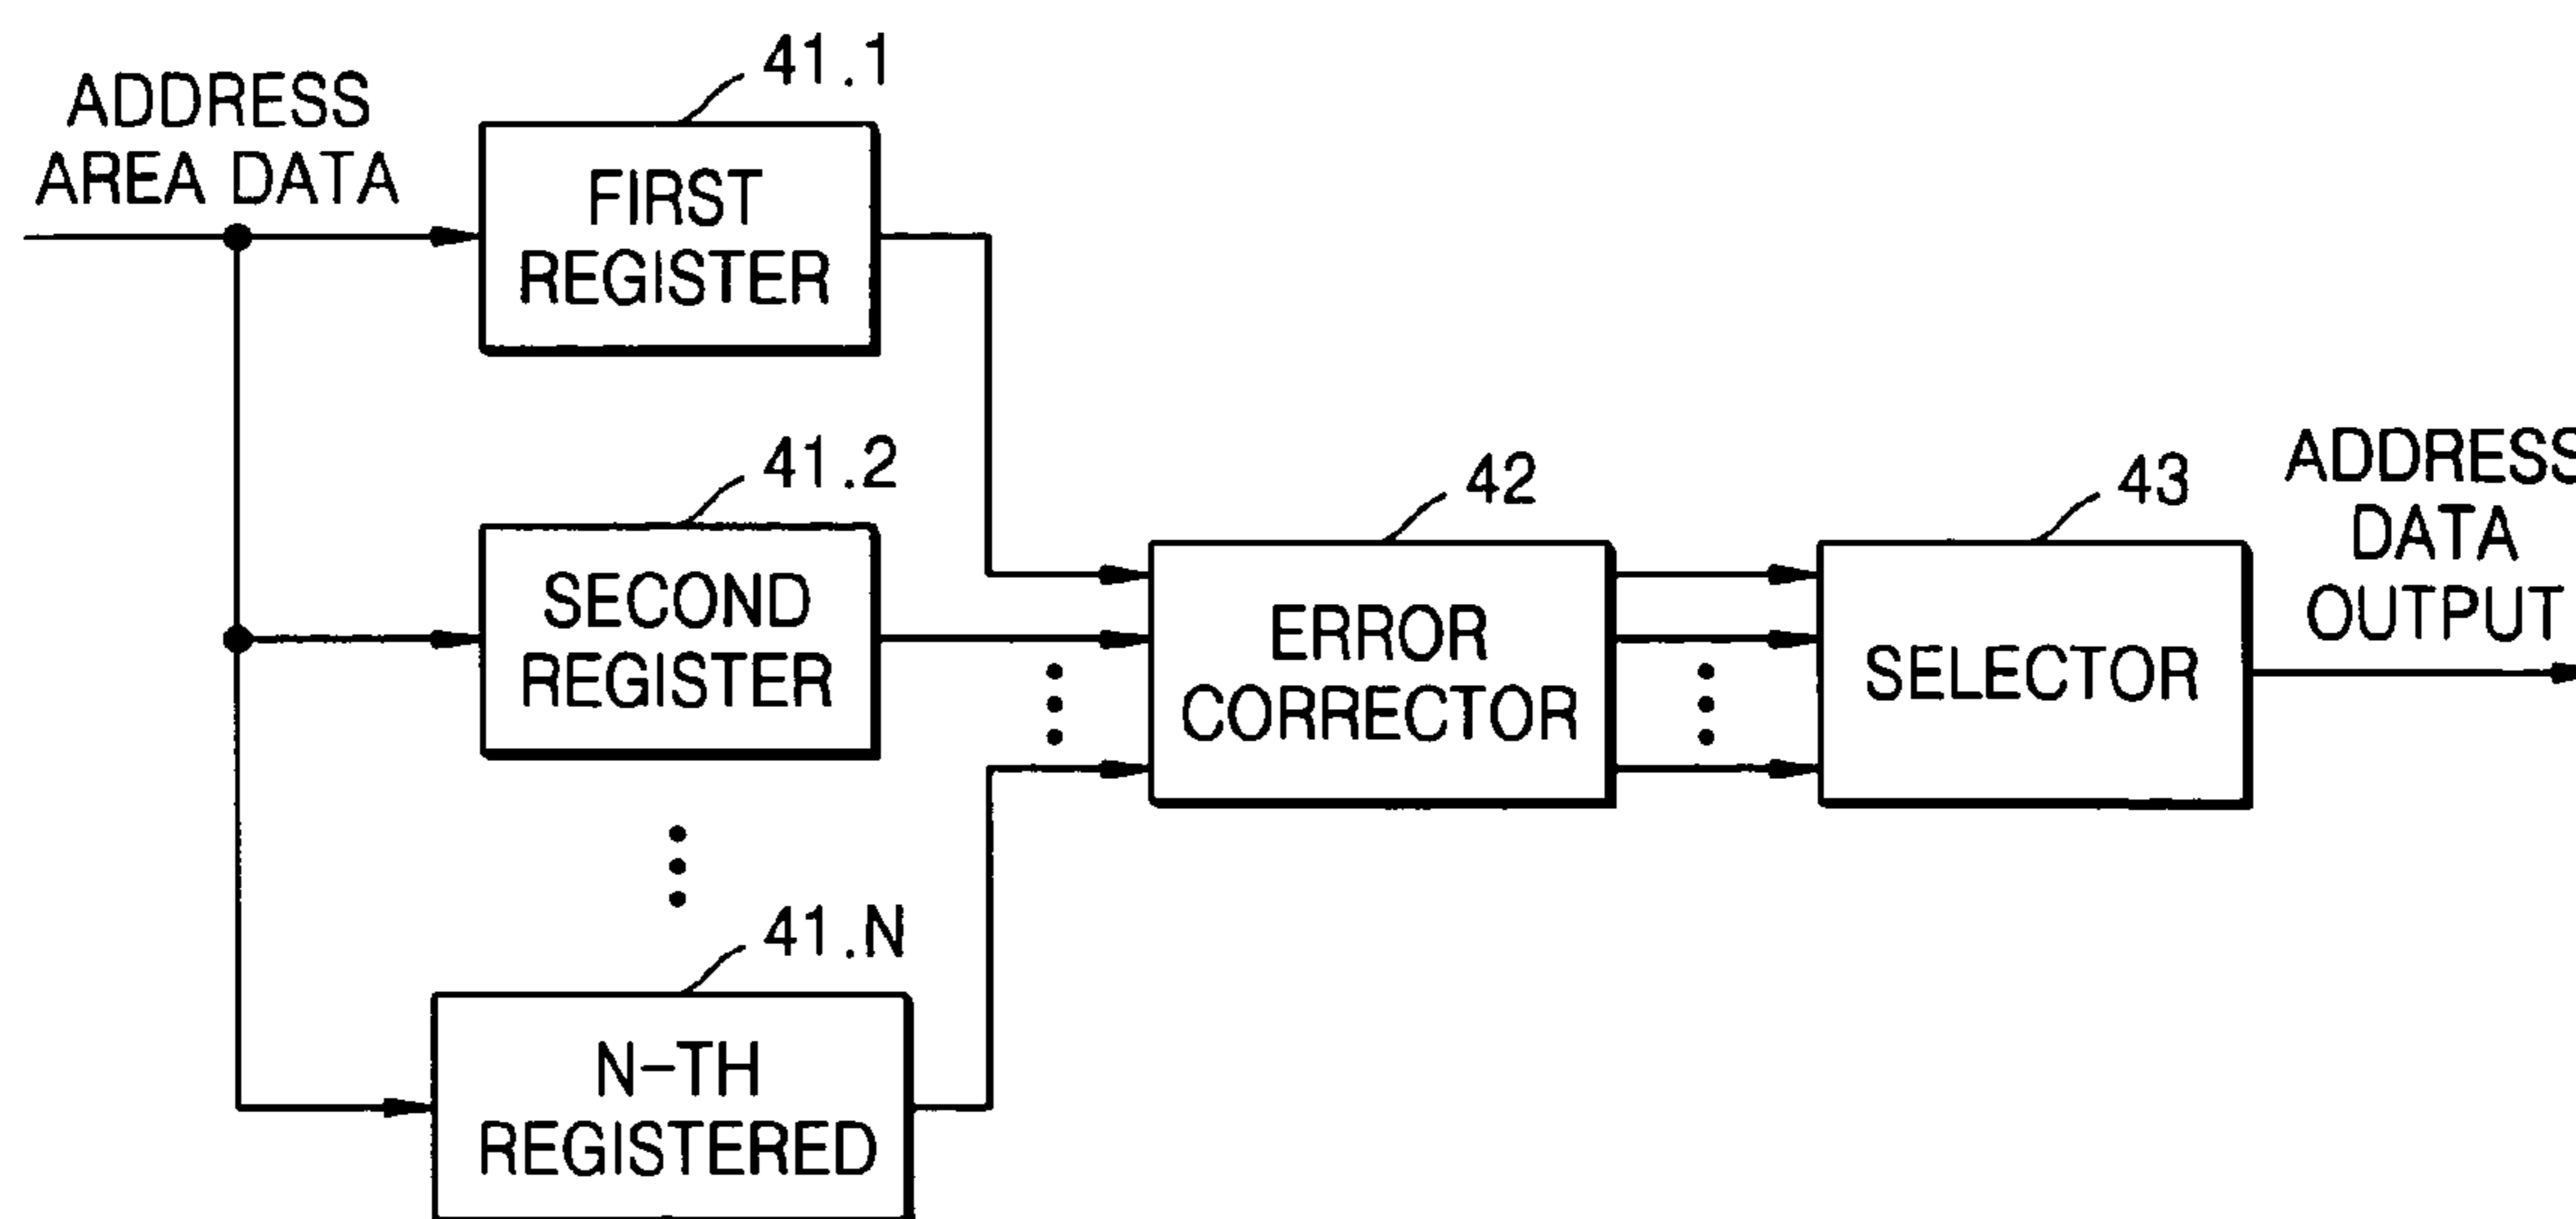 ADDRESS
AREA DATA
41.1
FIRST
REGISTER
41.2
SECOND
REGISTER
41.N
N-TH
REGISTERED
42
ERROR
CORRECTOR
43
SELECTOR
ADDRESS
DATA
OUTPUT